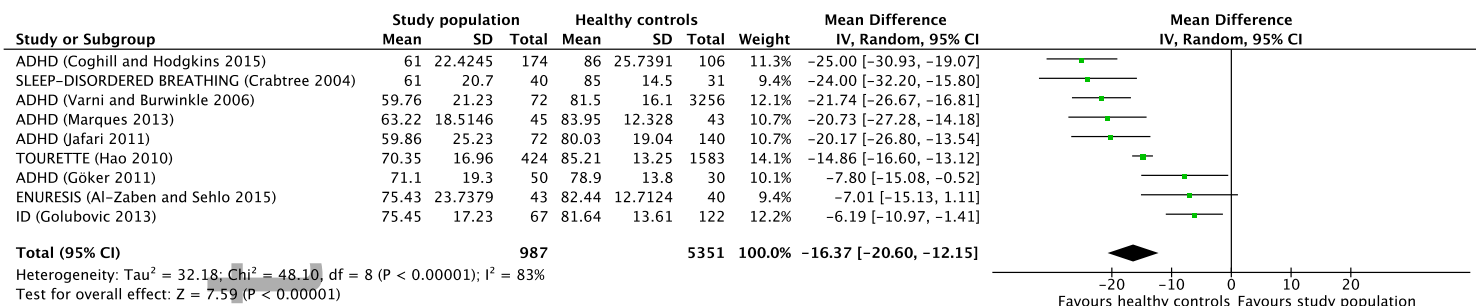 Study population Healthy controls Mean Difference Mean Difference
Study or Subgroup Mean SD Total Mean SD Total Weight IV, Random, 95% CI IV, Random, 95% CI
ADHD (Coghill and Hodgkins 2015) 61 22.4245 174 86 25.7391 106 11.3% -25.00 [-30.93, -19.07]
SLEEP-DISORDERED BREATHING (Crabtree 2004) 61 20.7 40 85 14.5 31 9.4% -24.00 [-32.20, -15.80]
ADHD (Varni and Burwinkle 2006) 59.76 21.23 72 81.5 16.1 3256 12.1% -21.74 [-26.67, -16.81]
ADHD (Marques 2013) 63.22 18.5146 45 83.95 12.328 43 10.7% -20.73 [-27.28, -14.18]
ADHD (Jafari 2011) 59.86 25.23 72 80.03 19.04 140 10.7% -20.17 [-26.80, -13.54]
TOURETTE (Hao 2010) 70.35 16.96 424 85.21 13.25 1583 14.1% -14.86 [-16.60, -13.12]
ADHD (Göker 2011) 71.1 19.3 50 78.9 13.8 30 10.1% -7.80 [-15.08, -0.52]
ENURESIS (Al-Zaben and Sehlo 2015) 75.43 23.7379 43 82.44 12.7124 40 9.4% -7.01 [-15.13, 1.11]
ID (Golubovic 2013) 75.45 17.23 67 81.64 13.61 122 12.2% -6.19 [-10.97, -1.41]
Total (95% CI) 987 5351 100.0% -16.37 [-20.60, -12.15]
Heterogeneity: Tau² = 32.18; Chi² = 48.10, df = 8 (P < 0.00001); I² = 83%
Test for overall effect: Z = 7.59 (P < 0.00001)
-20 -10 0 10 20
Favours healthy controls Favours study population